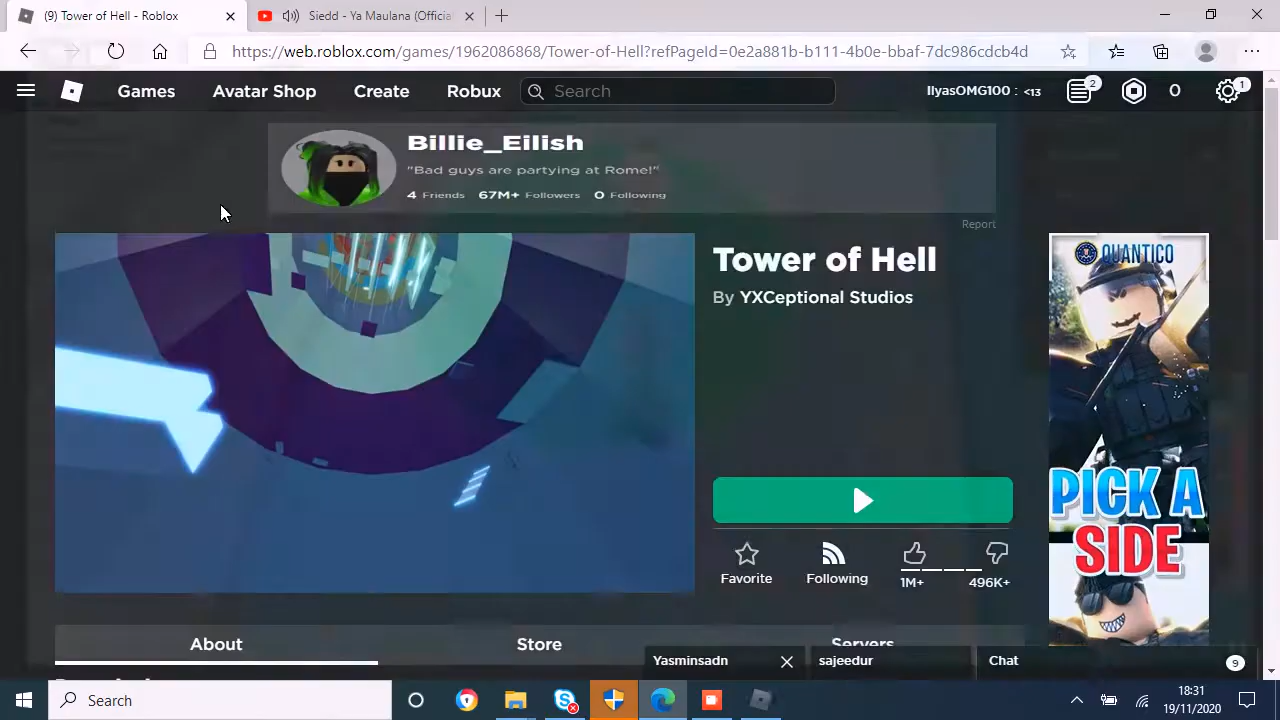 (9) Tower of Hell - Roblox
Siedd - Ya Maulana (Officia
https://web.roblox.com/games/1962086868/Tower-of-Hell?refPageId=0e2a881b-b111-4b0e-bbaf-7dc986cdcb4d
Games
Avatar Shop
Create
Robux
Search
IlyasOMG100 : <13
2
0
1
Billie_Eilish
"Bad guys are partying at Rome!"
4 Friends 67M+ Followers 0 Following
Report
Tower of Hell
By YXCeptional Studios
QUANTICO
PICK A
SIDE
Favorite
Following
1M+
496K+
About
Store
Servers
Yasminsadn
sajeedur
Chat
9
Search
18:31
19/11/2020